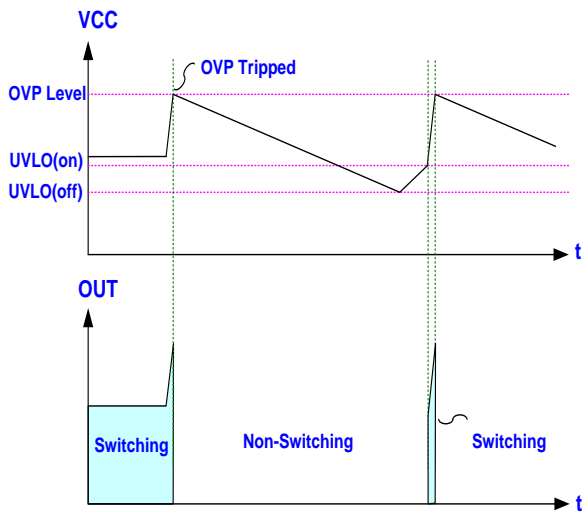 VCC
OVP Tripped
OVP Level
UVLO(on)
UVLO(off)
t
OUT
Switching
Non-Switching
Switching
t